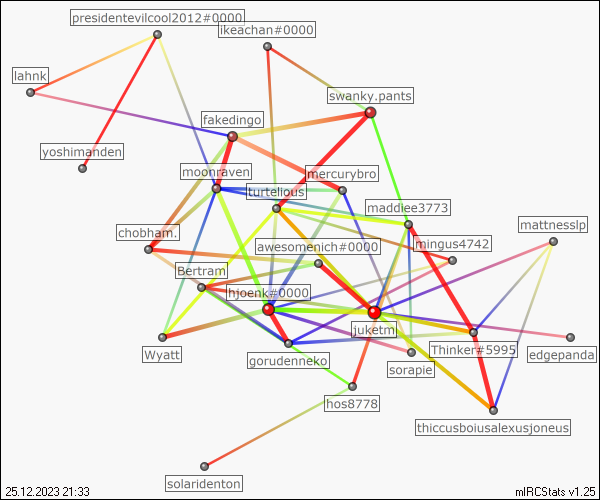 presidentevilcool2012#0000
ikeachan#0000
lahnk
swanky.pants
fakedingo
yoshimanden
moonraven
mercurybro
turtelious
maddiee3773
mattnesslp
chobham.
awesomenich#0000
mingus4742
Bertram
hjoenk#0000
juketm
Wyatt
gorudenneko
Thinker#5995
edgepanda
sorapie
hos8778
thiccusboiusalexusjoneus
solaridenton
25.12.2023 21:33
mIRCStats v1.25